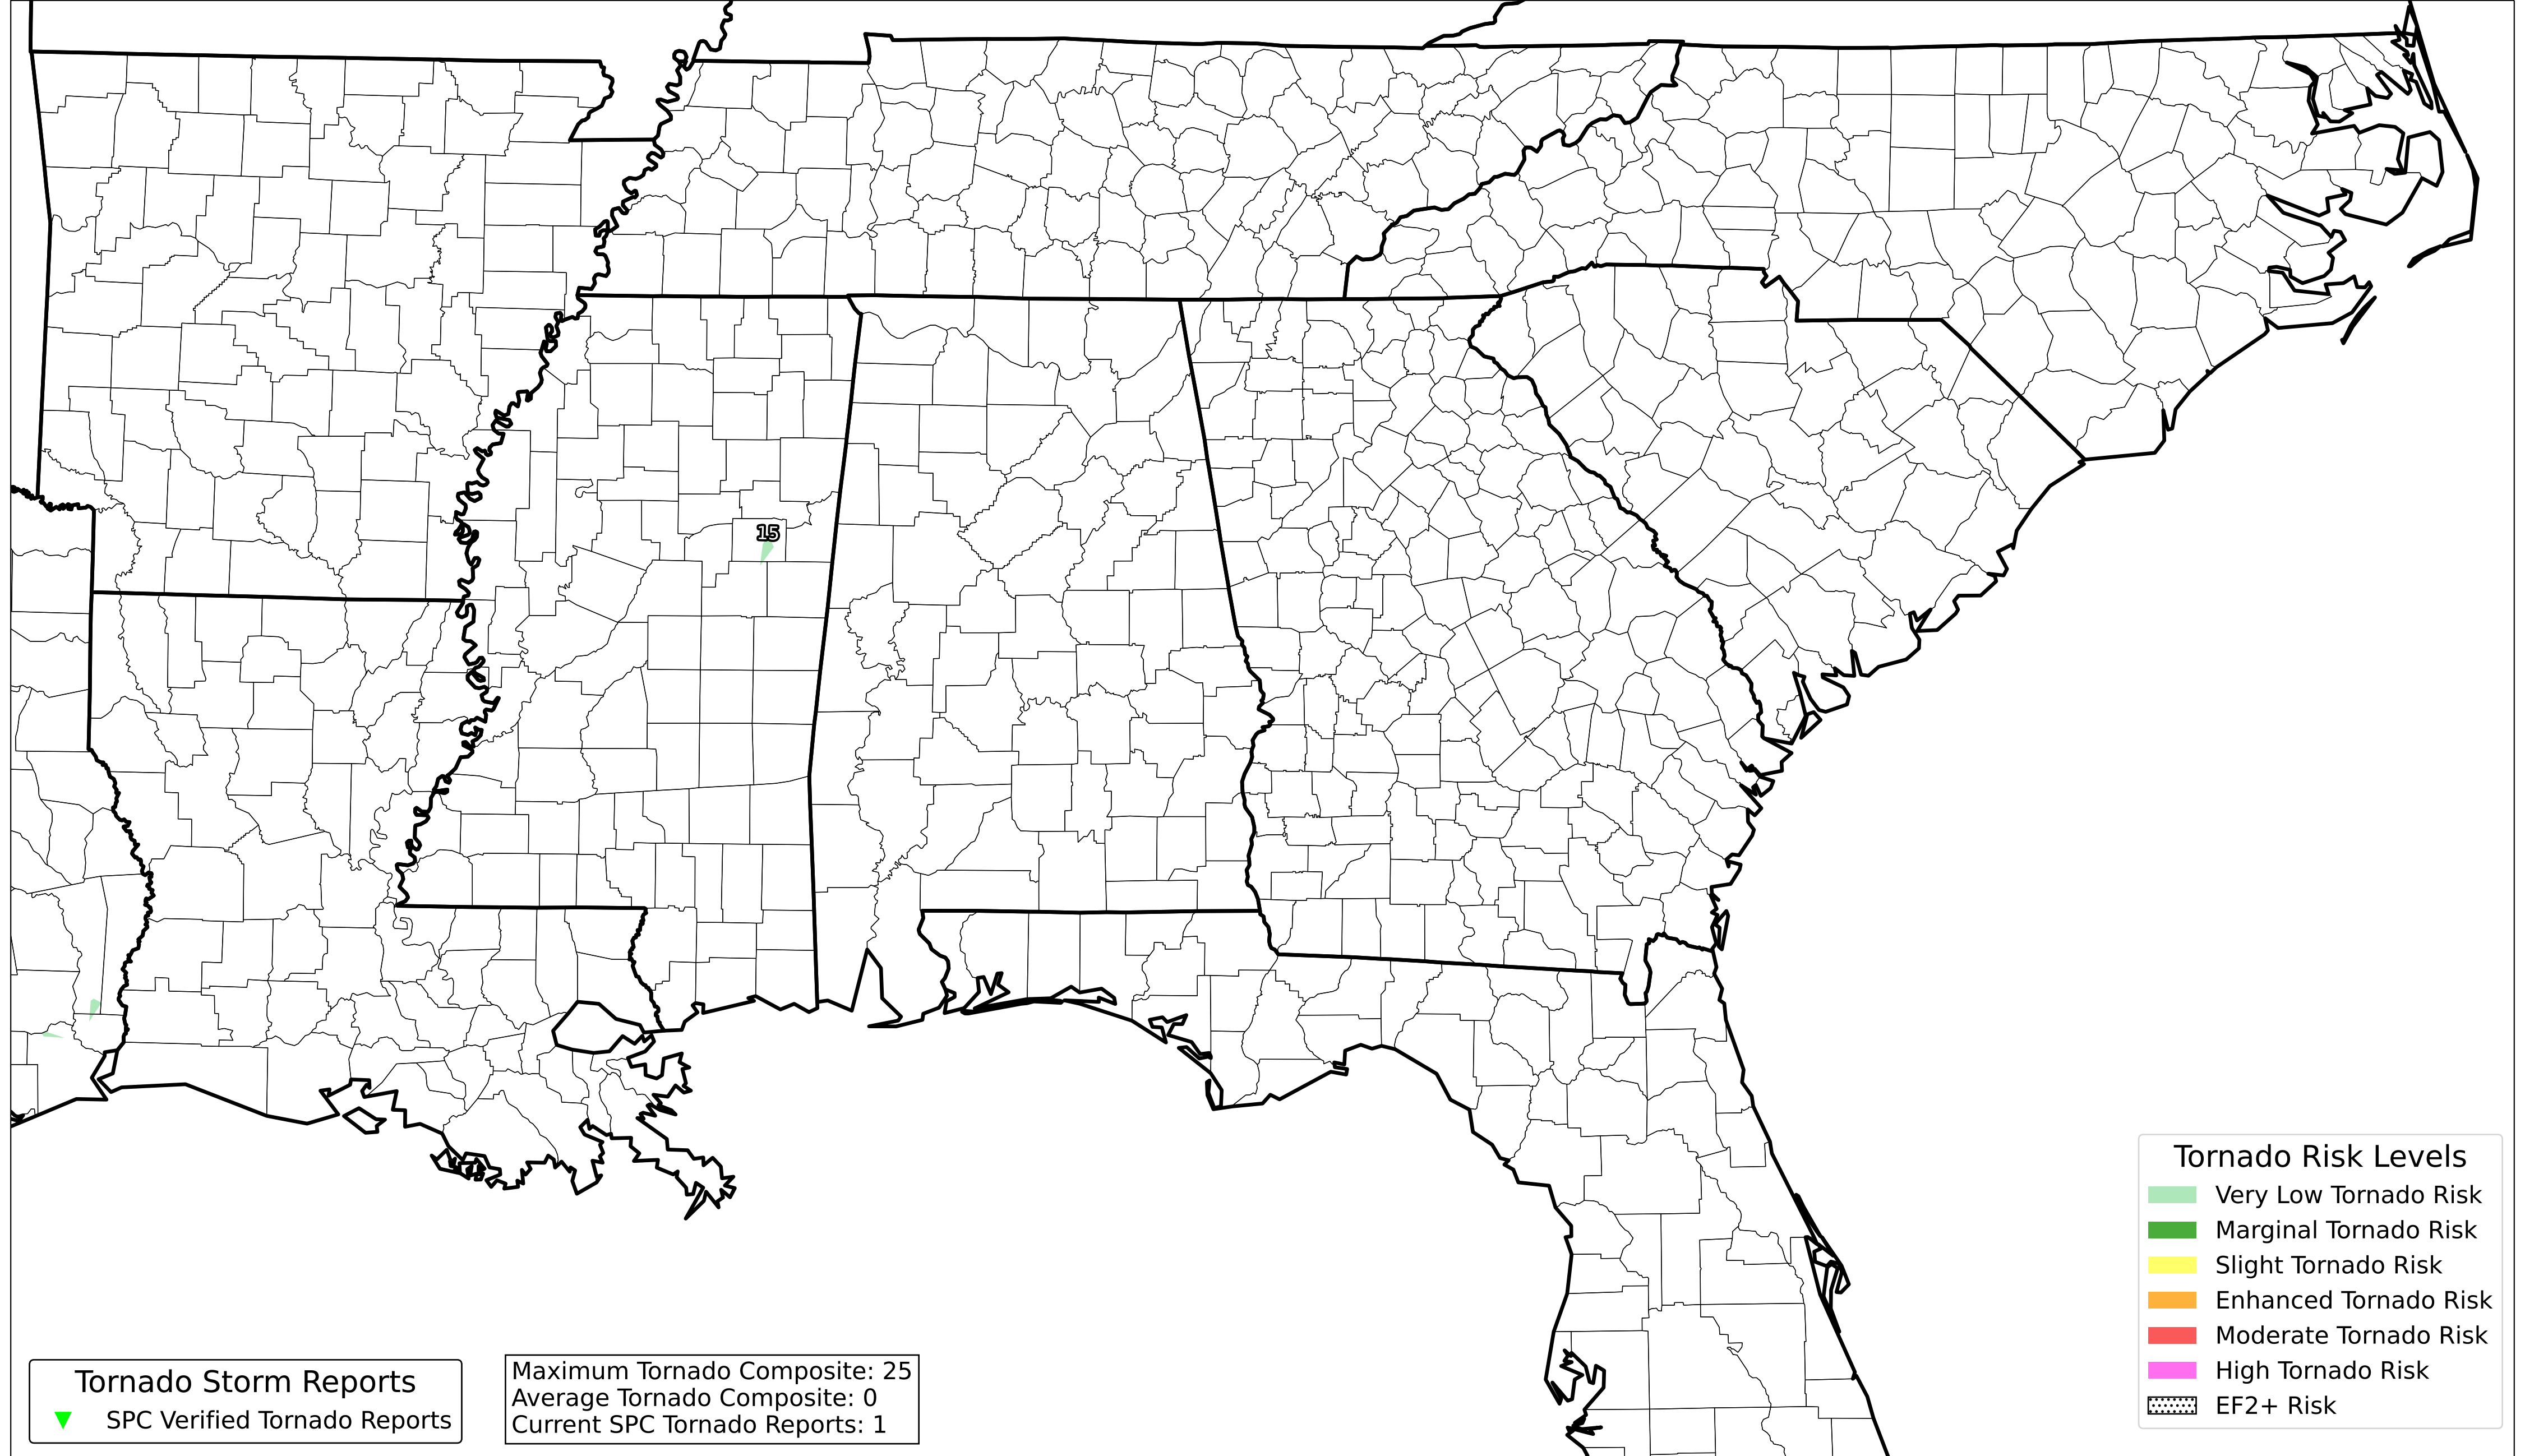 15
Tornado Risk Levels
Very Low Tornado Risk
Marginal Tornado Risk
Slight Tornado Risk
Enhanced Tornado Risk
Moderate Tornado Risk
High Tornado Risk
EF2+ Risk
Tornado Storm Reports
SPC Verified Tornado Reports
Maximum Tornado Composite: 25
Average Tornado Composite: 0
Current SPC Tornado Reports: 1